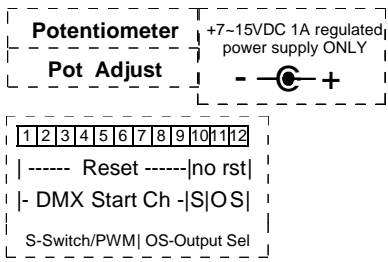 Potentiometer
Pot Adjust
+7~15VDC 1A regulated
power supply ONLY
- +
1 2 3 4 5 6 7 8 9 10 11 12
| ------ Reset ------|no rst|
|- DMX Start Ch -|S|OS|
S-Switch/PWM| OS-Output Sel